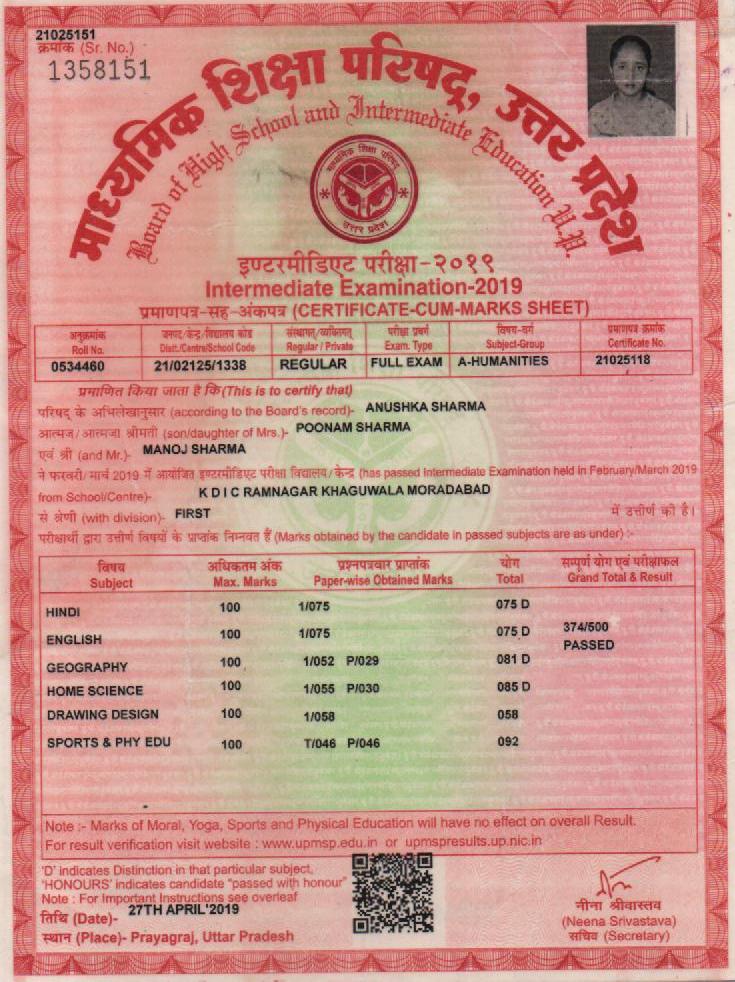 21025151
क्रमांक (Sr. No.)
1358151
माध्यमिक शिक्षा परिषद्, उत्तर प्रदेश
Board of High School and Intermediate Education U.P.
माध्यमिक शिक्षा परिषद
उत्तर प्रदेश
इण्टरमीडिएट परीक्षा-२०१९
Intermediate Examination-2019
प्रमाणपत्र-सह-अंकपत्र (CERTIFICATE-CUM-MARKS SHEET)
अनुक्रमांक जनपद/केन्द्र/विद्यालय कोड संस्थागत/व्यक्तिगत परीक्षा प्रवर्ग विषय-वर्ग प्रमाणपत्र क्रमांक
Roll No. Distt./Centre/School Code Regular / Private Exam. Type Subject-Group Certificate No.
0534460 21/02125/1338 REGULAR FULL EXAM A-HUMANITIES 21025118
प्रमाणित किया जाता है कि(This is to certify that)
परिषद् के अभिलेखानुसार (according to the Board's record)- ANUSHKA SHARMA
आत्मज/आत्मजा श्रीमती (son/daughter of Mrs.)- POONAM SHARMA
एवं श्री (and Mr.)- MANOJ SHARMA
ने फरवरी/मार्च 2019 में आयोजित इण्टरमीडिएट परीक्षा विद्यालय/केन्द्र (has passed Intermediate Examination held in February/March 2019
from School/Centre)- K D I C RAMNAGAR KHAGUWALA MORADABAD
से श्रेणी (with division)- FIRST में उत्तीर्ण की है।
परीक्षार्थी द्वारा उत्तीर्ण विषयों के प्राप्तांक निम्नवत हैं (Marks obtained by the candidate in passed subjects are as under) :-
विषय अधिकतम अंक प्रश्नपत्रवार प्राप्तांक योग सम्पूर्ण योग एवं परीक्षाफल
Subject Max. Marks Paper-wise Obtained Marks Total Grand Total & Result
HINDI 100 1/075 075 D
ENGLISH 100 1/075 075 D 374/500
PASSED
GEOGRAPHY 100 1/052 P/029 081 D
HOME SCIENCE 100 1/055 P/030 085 D
DRAWING DESIGN 100 1/058 058
SPORTS & PHY EDU 100 T/046 P/046 092
Note :- Marks of Moral, Yoga, Sports and Physical Education will have no effect on overall Result.
For result verification visit website : www.upmsp.edu.in or upmspresults.up.nic.in
'D' indicates Distinction in that particular subject,
'HONOURS' indicates candidate "passed with honour"
Note : For Important Instructions see overleaf
तिथि (Date)- 27TH APRIL'2019
स्थान (Place)- Prayagraj, Uttar Pradesh
नीना श्रीवास्तव
(Neena Srivastava)
सचिव (Secretary)